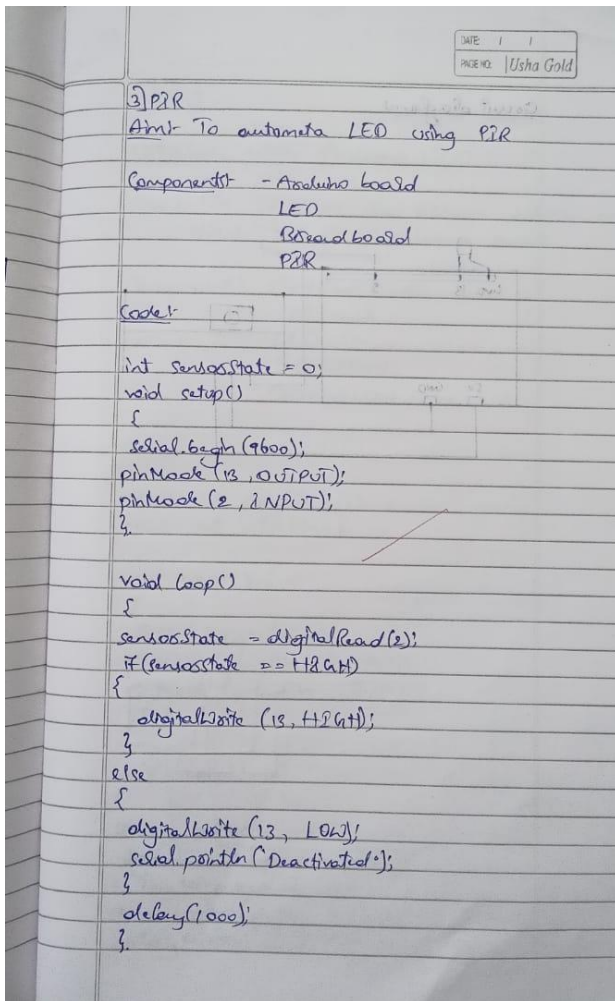 DATE: / /
PAGE NO: Usha Gold
3] PIR
Aim:- To automata LED using PIR
Components:- - Arduino board
LED
Breadboard
PIR
Code:-
int sensorState = 0;
void setup()
{
serial.begin(9600);
pinMode(13, OUTPUT);
pinMode(2, INPUT);
}
void loop()
{
sensorState = digitalRead(2);
if(sensorState == HIGH)
{
digitalWrite (13, HIGH);
}
else
{
digitalWrite (13, LOW);
serial.println("Deactivated");
}
delay(1000);
}.